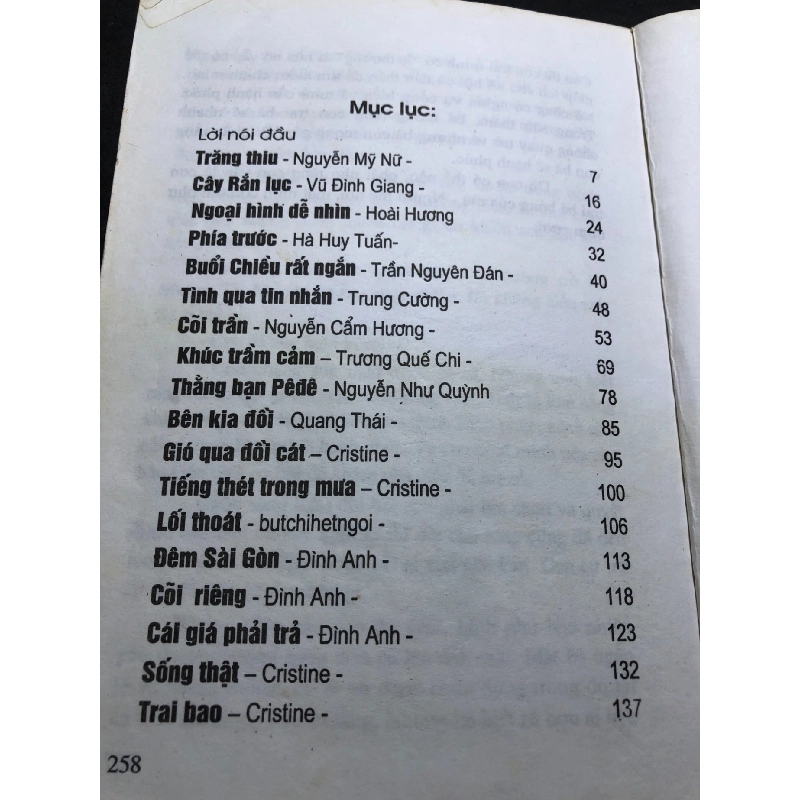 Mục lục:
Lời nói đầu
Trăng thiu - Nguyễn Mỹ Nữ - 7
Cây Rắn lục - Vũ Đình Giang - 16
Ngoại hình dễ nhìn - Hoài Hương 24
Phía trước - Hà Huy Tuấn- 32
Buổi Chiều rất ngắn - Trần Nguyên Đán - 40
Tình qua tin nhắn - Trung Cường - 48
Cõi trần - Nguyễn Cẩm Hương - 53
Khúc trầm cảm – Trương Quế Chi - 69
Thằng bạn Pêđê - Nguyễn Như Quỳnh 78
Bên kia đồi - Quang Thái - 85
Gió qua đồi cát – Cristine - 95
Tiếng thét trong mưa – Cristine - 100
Lối thoát - butchihetngoi - 106
Đêm Sài Gòn - Đình Anh - 113
Cõi riêng - Đình Anh - 118
Cái giá phải trả - Đình Anh - 123
Sống thật – Cristine - 132
Trai bao – Cristine - 137
258